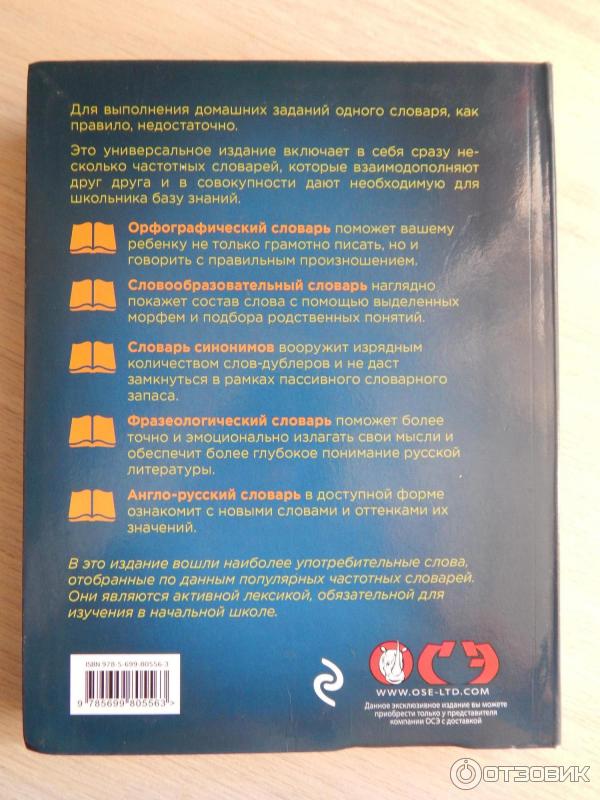 Для выполнения домашних заданий одного словаря, как
правило, недостаточно.
Это универсальное издание включает в себя сразу не-
сколько частотных словарей, которые взаимодополняют
друг друга и в совокупности дают необходимую для
школьника базу знаний.
Орфографический словарь поможет вашему
ребенку не только грамотно писать, но и
говорить с правильным произношением.
Словообразовательный словарь наглядно
покажет состав слова с помощью выделенных
морфем и подбора родственных понятий.
Словарь синонимов вооружит изрядным
количеством слов-дублеров и не даст
замкнуться в рамках пассивного словарного
запаса.
Фразеологический словарь поможет более
точно и эмоционально излагать свои мысли и
обеспечит более глубокое понимание русской
литературы.
Англо-русский словарь в доступной форме
ознакомит с новыми словами и оттенками их
значений.
В это издание вошли наиболее употребительные слова,
отобранные по данным популярных частотных словарей.
Они являются активной лексикой, обязательной для
изучения в начальной школе.
ISBN 978-5-699-80556-3
9 785699 805563 >
ОСЭ
WWW.OSE-LTD.COM
Данное эксклюзивное издание вы можете
приобрести только у представителя
компании ОСЭ с доставкой
ОТЗОВИК